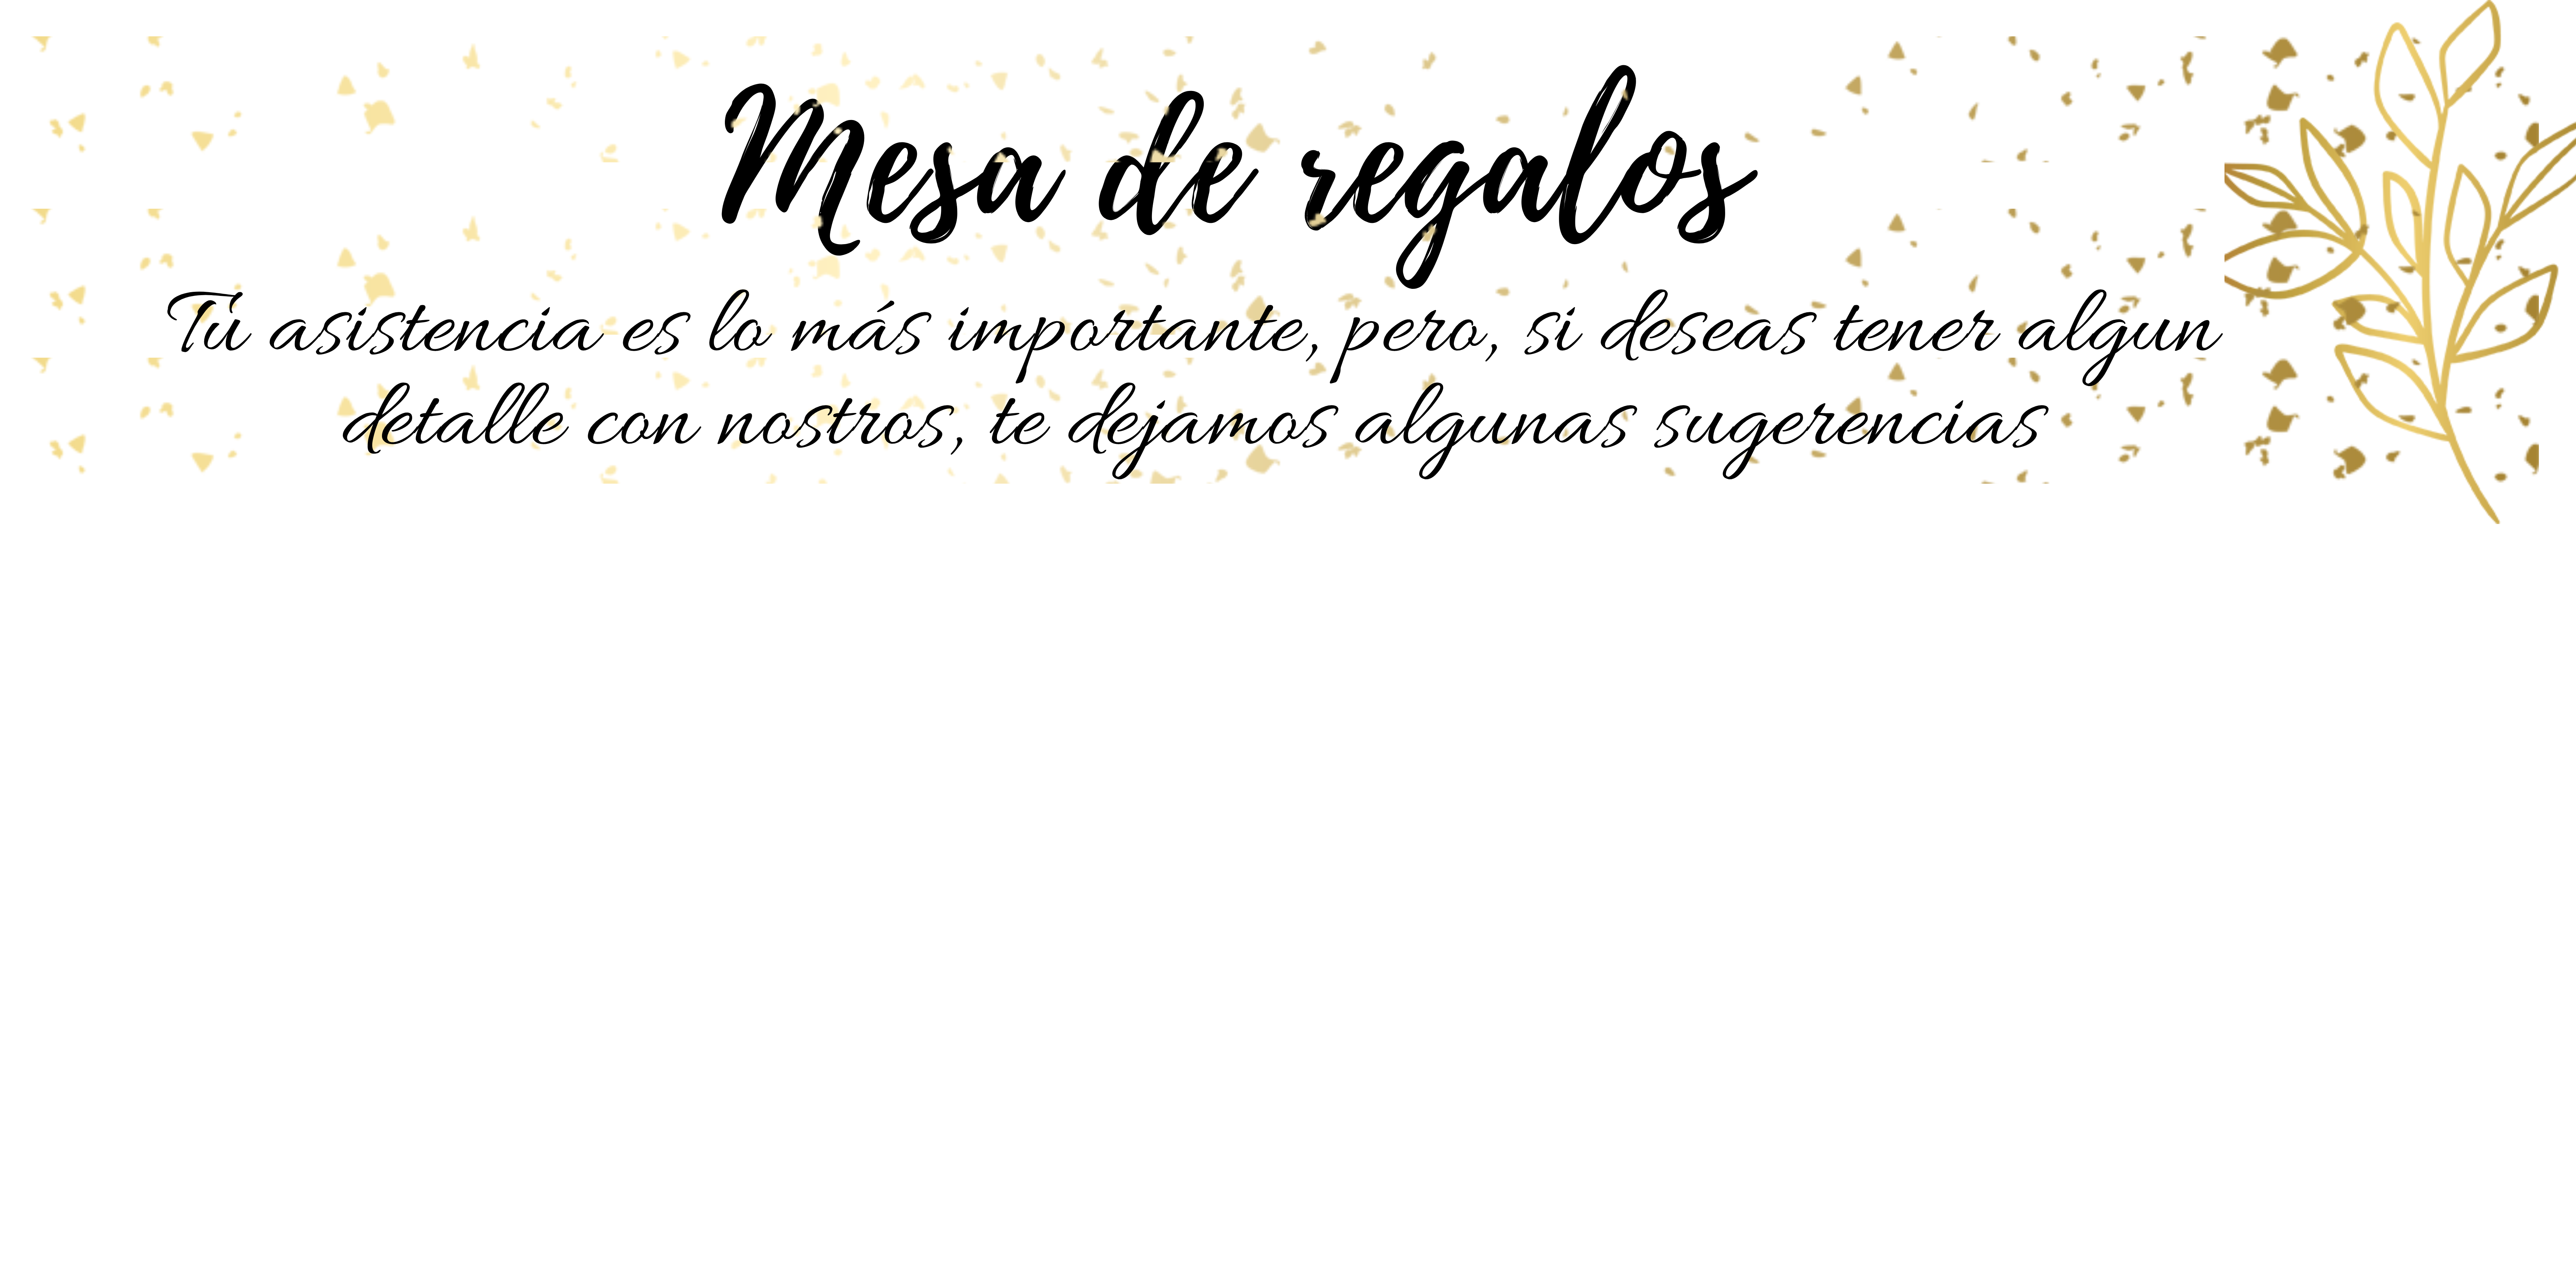 Mesa de regalos
Tu asistencia es lo más importante, pero, si deseas tener algun
detalle con nostros, te dejamos algunas sugerencias